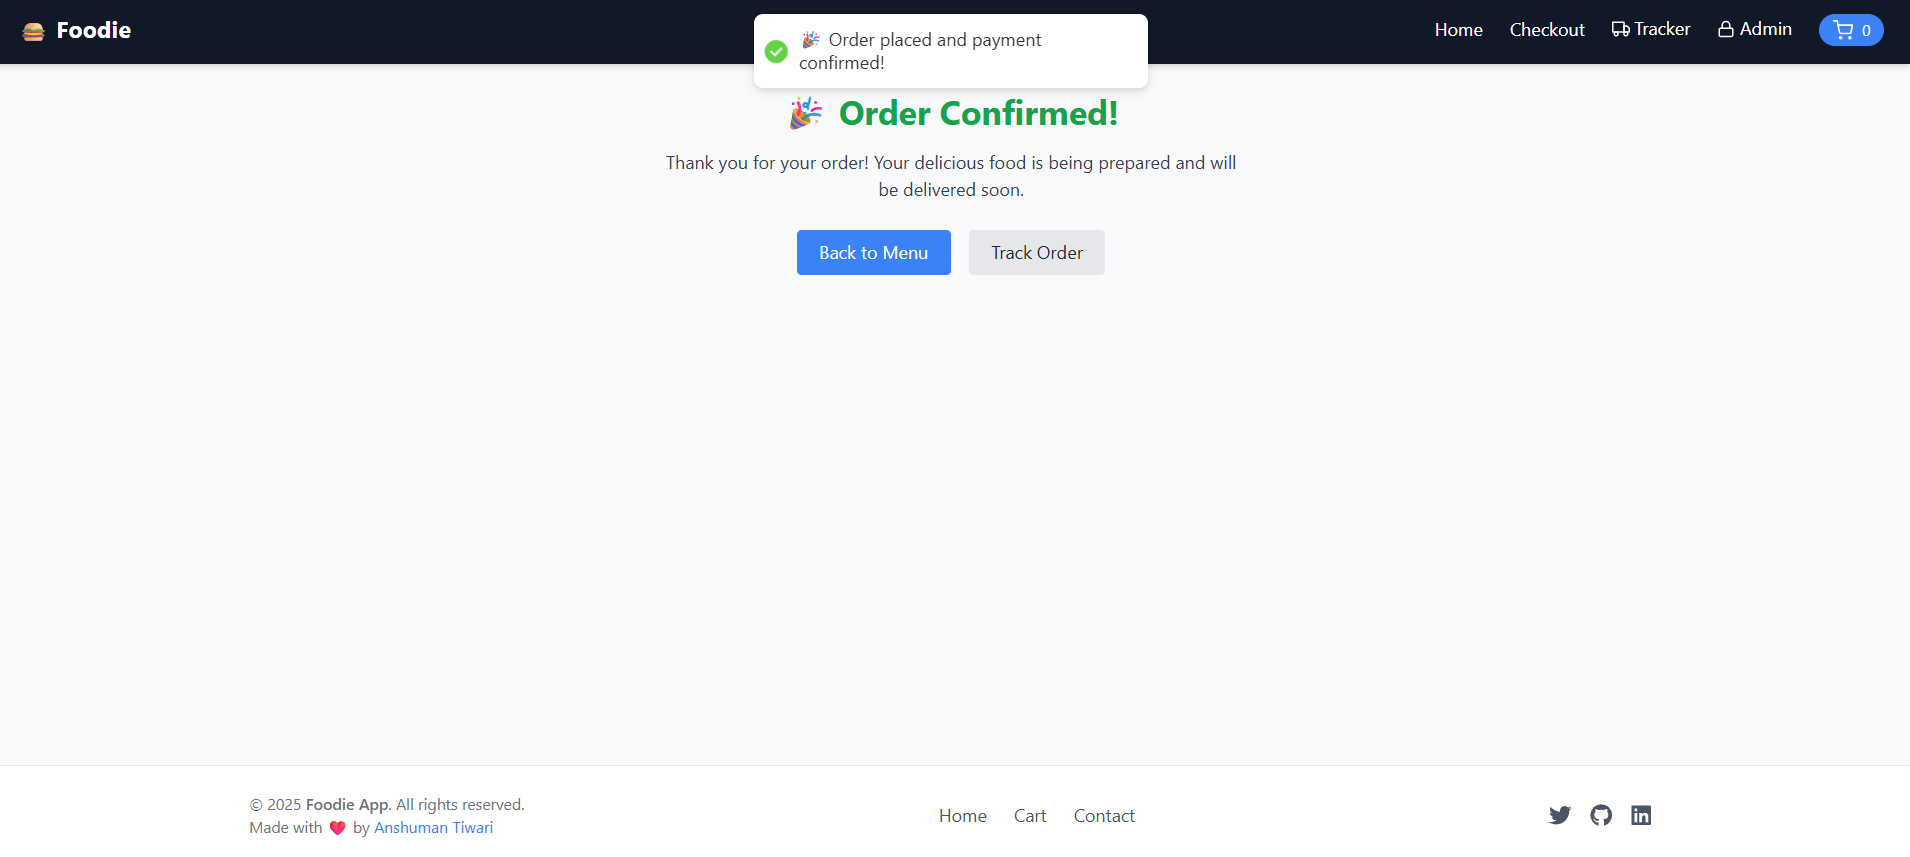 🍔 Foodie
Home Checkout Tracker Admin 0
🎉 Order placed and payment
confirmed!
🎉 Order Confirmed!
Thank you for your order! Your delicious food is being prepared and will
be delivered soon.
Back to Menu Track Order
© 2025 Foodie App. All rights reserved.
Made with ❤️ by Anshuman Tiwari
Home Cart Contact